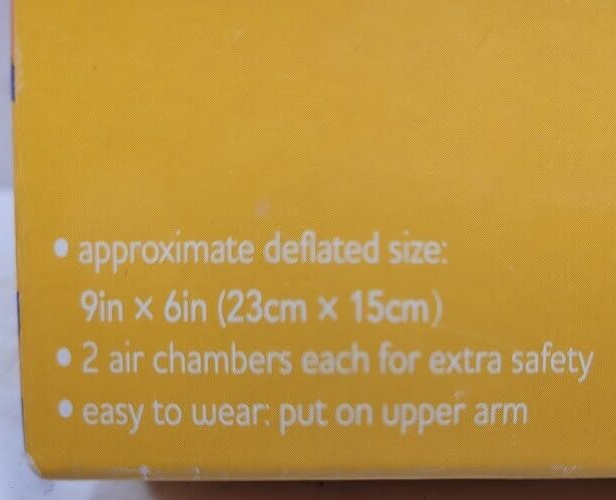 • approximate deflated size:
9in × 6in (23cm × 15cm)
• 2 air chambers each for extra safety
• easy to wear: put on upper arm